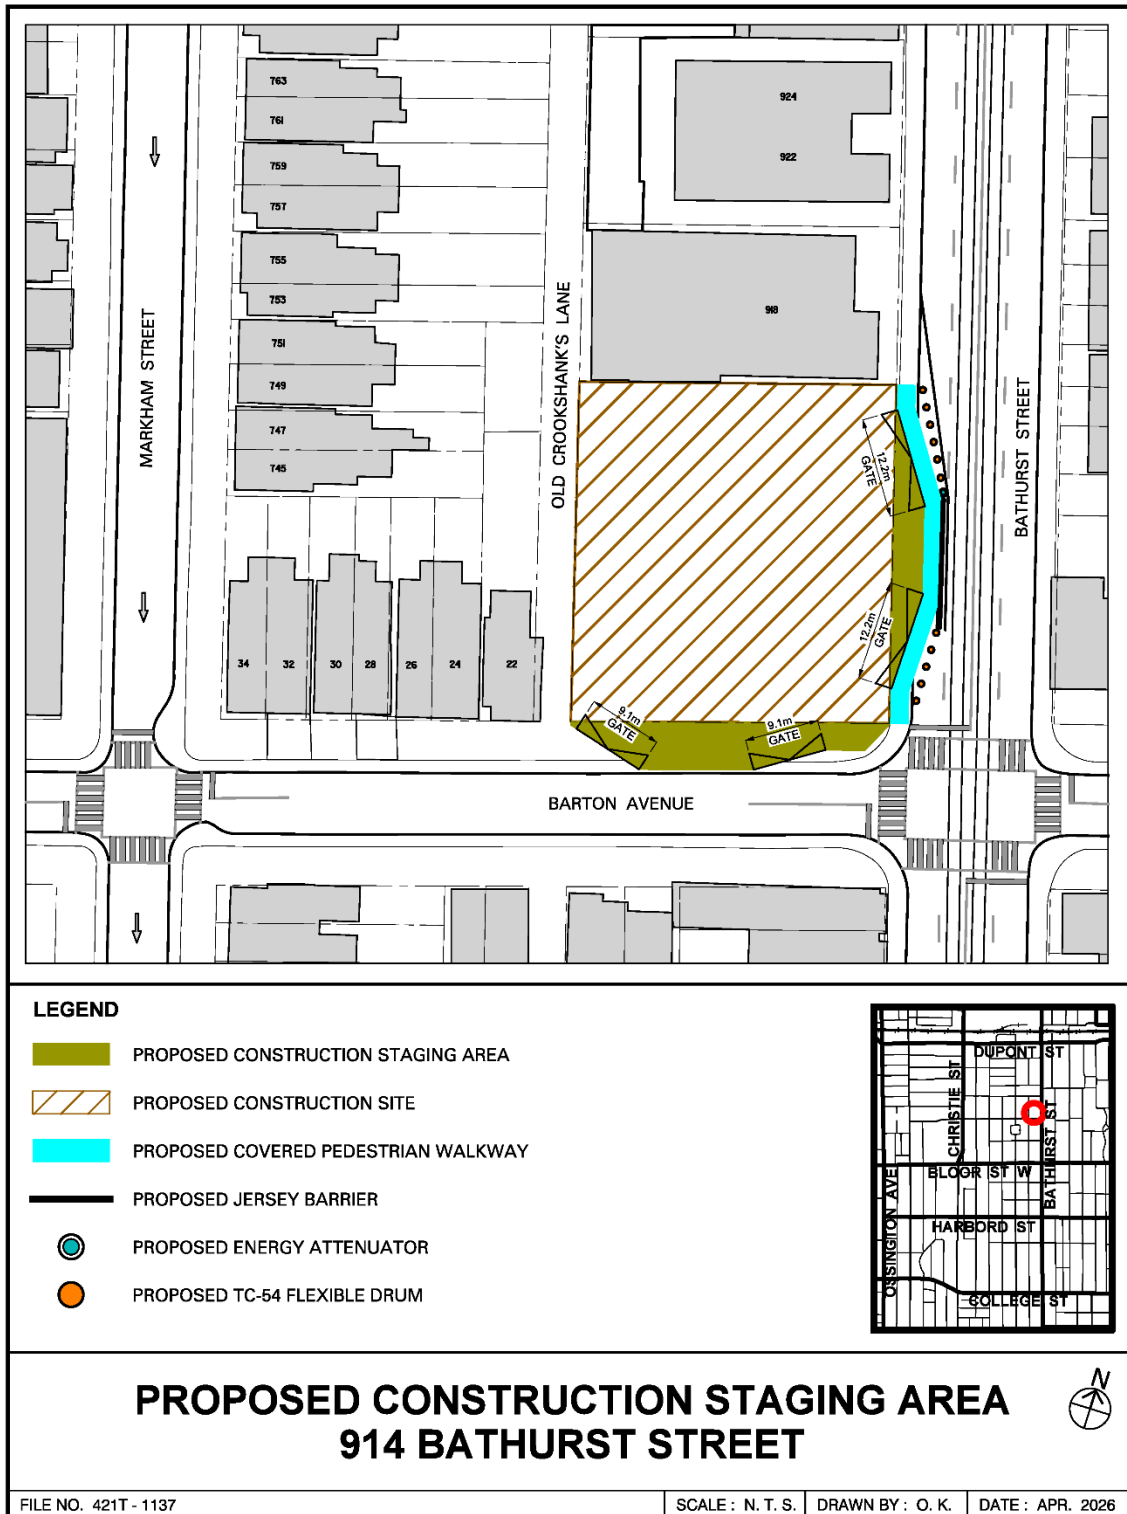 763
761
759
757
755
753
751
749
747
745
924
922
918
MARKHAM STREET
OLD CROOKSHANK'S LANE
BATHURST STREET
12.2m
GATE
12.2m
GATE
34
32
30
28
26
24
22
9.1m
GATE
9.1m
GATE
BARTON AVENUE
LEGEND
PROPOSED CONSTRUCTION STAGING AREA
PROPOSED CONSTRUCTION SITE
PROPOSED COVERED PEDESTRIAN WALKWAY
PROPOSED JERSEY BARRIER
PROPOSED ENERGY ATTENUATOR
PROPOSED TC-54 FLEXIBLE DRUM
DUPONT ST
CHRISTIE ST
BATHURST ST
BLOOR ST W
OSSINGTON AVE
HARBORD ST
COLLEGE ST
PROPOSED CONSTRUCTION STAGING AREA
914 BATHURST STREET
N
FILE NO. 421T - 1137
SCALE : N. T. S.
DRAWN BY : O. K.
DATE : APR. 2026